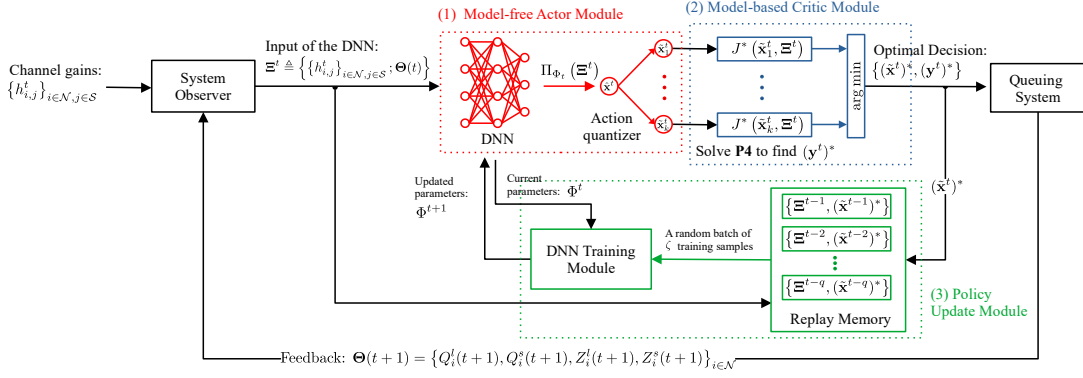 (1) Model-free Actor Module
(2) Model-based Critic Module
Channel gains:
{h^t_{i,j}}_{i∈𝒩,j∈𝒮}
System
Observer
Input of the DNN:
Ξ^t ≜ {{h^t_{i,j}}_{i∈𝒩,j∈𝒮}; Θ(t)}
DNN
Π_{Φ_t}(Ξ^t)
x̃^t
Action
quantizer
x̃^t_1
x̃^t_k
J*(x̃^t_1, Ξ^t)
J*(x̃^t_k, Ξ^t)
arg min
Solve P4 to find (y^t)*
Optimal Decision:
{(x̃^t)*, (y^t)*}
Queuing
System
Updated
parameters:
Φ^{t+1}
Current
parameters: Φ^t
DNN Training
Module
A random batch of
ζ training samples
{Ξ^{t−1}, (x̃^{t−1})*}
{Ξ^{t−2}, (x̃^{t−2})*}
{Ξ^{t−q}, (x̃^{t−q})*}
Replay Memory
(x̃^t)*
(3) Policy
Update Module
Feedback: Θ(t+1) = {Q^l_i(t+1), Q^s_i(t+1), Z^l_i(t+1), Z^s_i(t+1)}_{i∈𝒩}